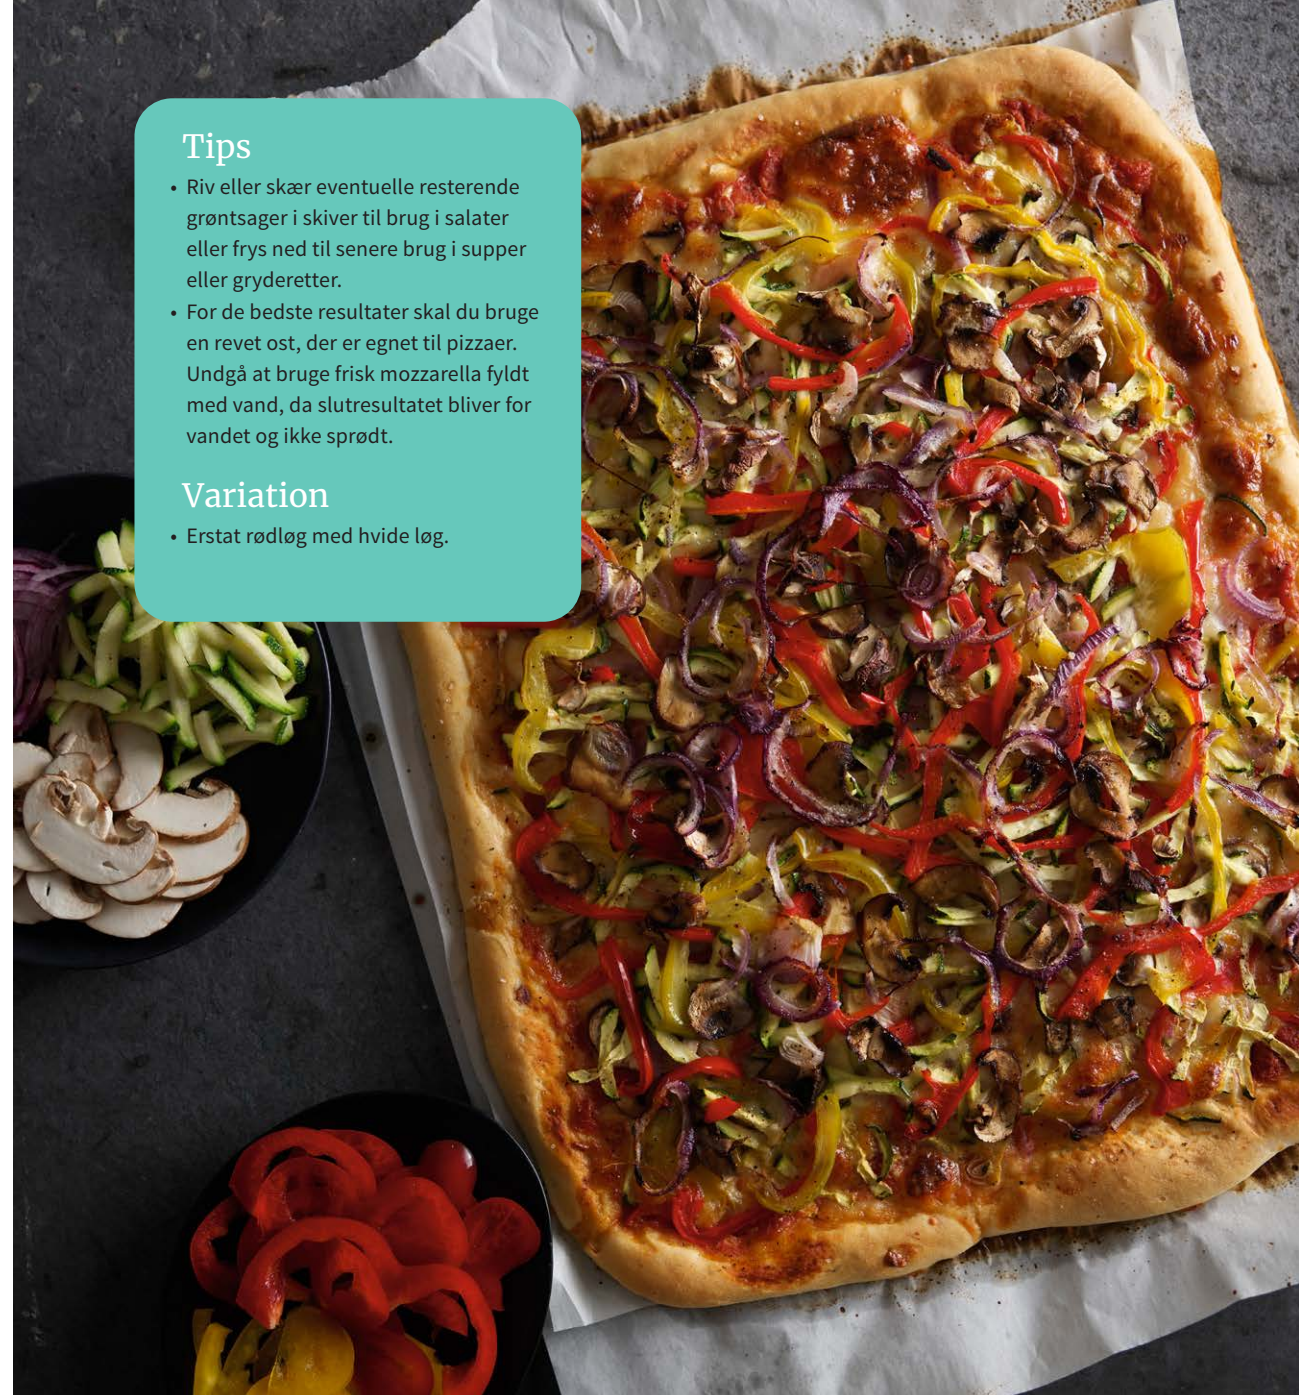 Tips
• Riv eller skær eventuelle resterende
grøntsager i skiver til brug i salater
eller frys ned til senere brug i supper
eller gryderetter.
• For de bedste resultater skal du bruge
en revet ost, der er egnet til pizzaer.
Undgå at bruge frisk mozzarella fyldt
med vand, da slutresultatet bliver for
vandet og ikke sprødt.
Variation
• Erstat rødløg med hvide løg.